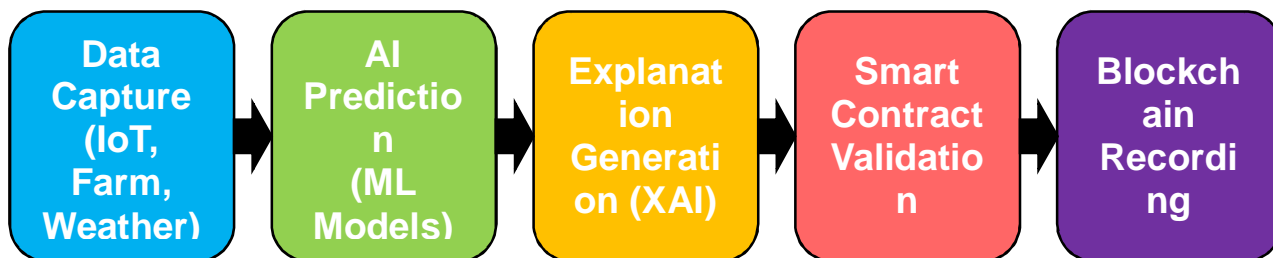 Data
Capture
(IoT,
Farm,
Weather)
AI
Predictio
n
(ML
Models)
Explanat
ion
Generati
on (XAI)
Smart
Contract
Validatio
n
Blockch
ain
Recordi
ng